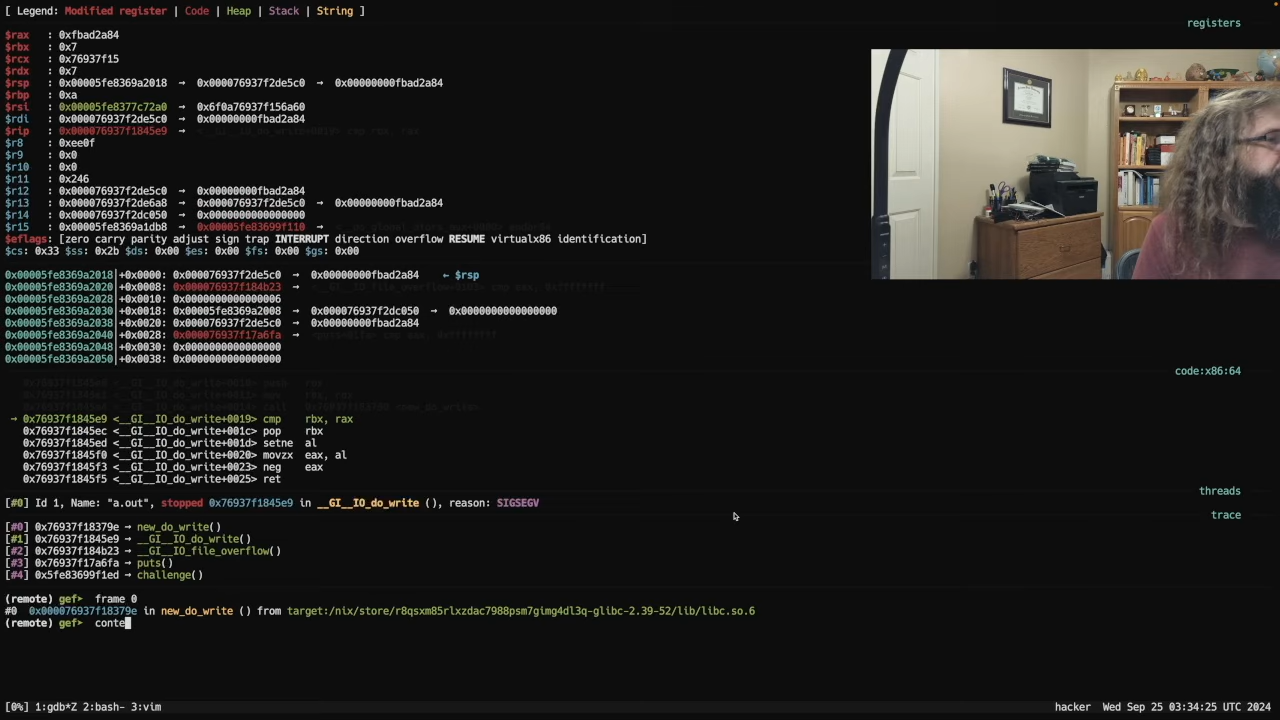 [ Legend: Modified register | Code | Heap | Stack | String ]
registers
$rax   : 0xfbad2a84
$rbx   : 0x7
$rcx   : 0x76937f15
$rdx   : 0x7
$rsp   : 0x00005fe8369a2018  →  0x000076937f2de5c0  →  0x00000000fbad2a84
$rbp   : 0xa
$rsi   : 0x00005fe8377c72a0  →  0x6f0a76937f156a60
$rdi   : 0x000076937f2de5c0  →  0x00000000fbad2a84
$rip   : 0x000076937f1845e9  →  <__GI__IO_do_write+0019> cmp rbx, rax
$r8    : 0xee0f
$r9    : 0x0
$r10   : 0x0
$r11   : 0x246
$r12   : 0x000076937f2de5c0  →  0x00000000fbad2a84
$r13   : 0x000076937f2de6a8  →  0x000076937f2de5c0  →  0x00000000fbad2a84
$r14   : 0x000076937f2dc050  →  0x0000000000000000
$r15   : 0x00005fe8369a1db8  →  0x00005fe83699f110  →
$eflags: [zero carry parity adjust sign trap INTERRUPT direction overflow RESUME virtualx86 identification]
$cs: 0x33 $ss: 0x2b $ds: 0x00 $es: 0x00 $fs: 0x00 $gs: 0x00
0x00005fe8369a2018│+0x0000: 0x000076937f2de5c0  →  0x00000000fbad2a84    ← $rsp
0x00005fe8369a2020│+0x0008: 0x000076937f184b23  →
0x00005fe8369a2028│+0x0010: 0x0000000000000006
0x00005fe8369a2030│+0x0018: 0x00005fe8369a2008  →  0x000076937f2dc050  →  0x0000000000000000
0x00005fe8369a2038│+0x0020: 0x000076937f2de5c0  →  0x00000000fbad2a84
0x00005fe8369a2040│+0x0028: 0x000076937f17a6fa  →
0x00005fe8369a2048│+0x0030: 0x0000000000000000
0x00005fe8369a2050│+0x0038: 0x0000000000000000
code:x86:64
→ 0x76937f1845e9 <__GI__IO_do_write+0019> cmp    rbx, rax
0x76937f1845ec <__GI__IO_do_write+001c> pop    rbx
0x76937f1845ed <__GI__IO_do_write+001d> setne  al
0x76937f1845f0 <__GI__IO_do_write+0020> movzx  eax, al
0x76937f1845f3 <__GI__IO_do_write+0023> neg    eax
0x76937f1845f5 <__GI__IO_do_write+0025> ret
threads
[#0] Id 1, Name: "a.out", stopped 0x76937f1845e9 in __GI__IO_do_write (), reason: SIGSEGV
trace
[#0] 0x76937f18379e → new_do_write()
[#1] 0x76937f1845e9 → __GI__IO_do_write()
[#2] 0x76937f184b23 → __GI__IO_file_overflow()
[#3] 0x76937f17a6fa → puts()
[#4] 0x5fe83699f1ed → challenge()
(remote) gef➤  frame 0
#0  0x000076937f18379e in new_do_write () from target:/nix/store/r8qsxm85rlxzdac7988psm7gimg4dl3q-glibc-2.39-52/lib/libc.so.6
(remote) gef➤  conte
[0%] 1:gdb*Z 2:bash- 3:vim
hacker  Wed Sep 25 03:34:25 UTC 2024